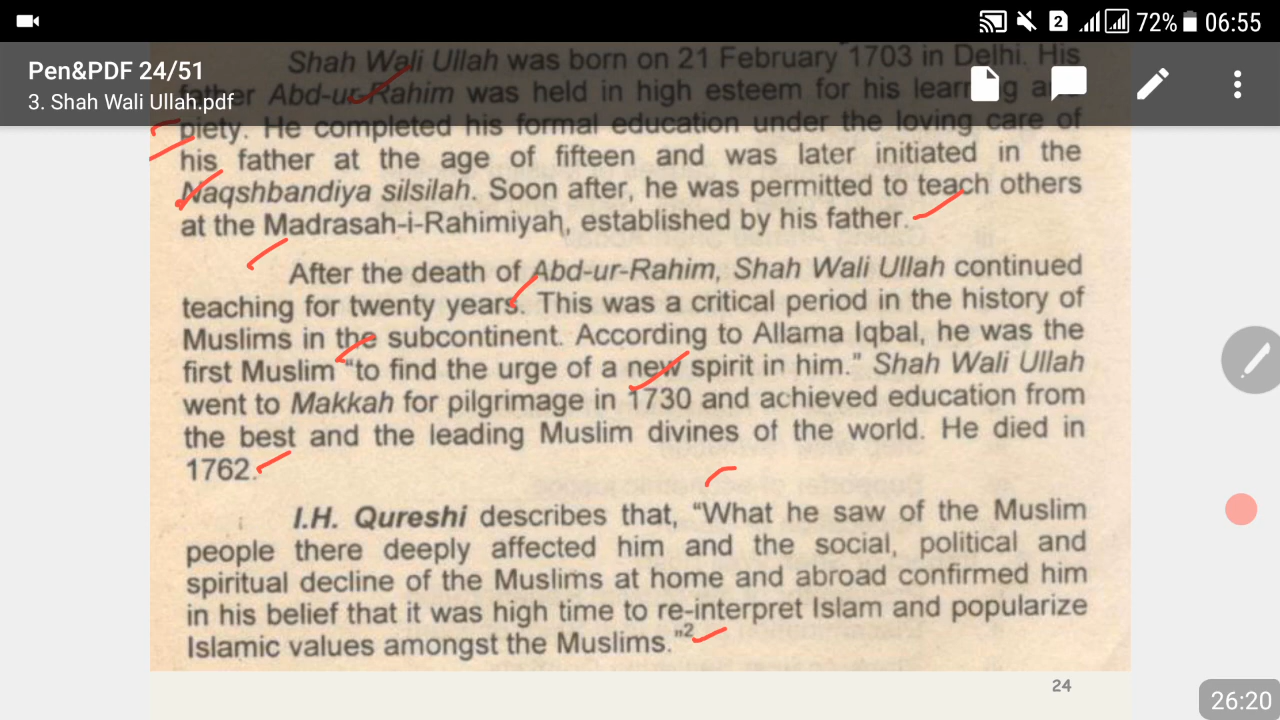 2 72% 06:55
Pen&PDF 24/51
3. Shah Wali Ullah.pdf
Shah Wali Ullah was born on 21 February 1703 in Delhi. His
father Abd-ur-Rahim was held in high esteem for his learning and
piety. He completed his formal education under the loving care of
his father at the age of fifteen and was later initiated in the
Naqshbandiya silsilah. Soon after, he was permitted to teach others
at the Madrasah-i-Rahimiyah, established by his father.
After the death of Abd-ur-Rahim, Shah Wali Ullah continued
teaching for twenty years. This was a critical period in the history of
Muslims in the subcontinent. According to Allama Iqbal, he was the
first Muslim “to find the urge of a new spirit in him.” Shah Wali Ullah
went to Makkah for pilgrimage in 1730 and achieved education from
the best and the leading Muslim divines of the world. He died in
1762.
I.H. Qureshi describes that, “What he saw of the Muslim
people there deeply affected him and the social, political and
spiritual decline of the Muslims at home and abroad confirmed him
in his belief that it was high time to re-interpret Islam and popularize
Islamic values amongst the Muslims.”2
24
26:20